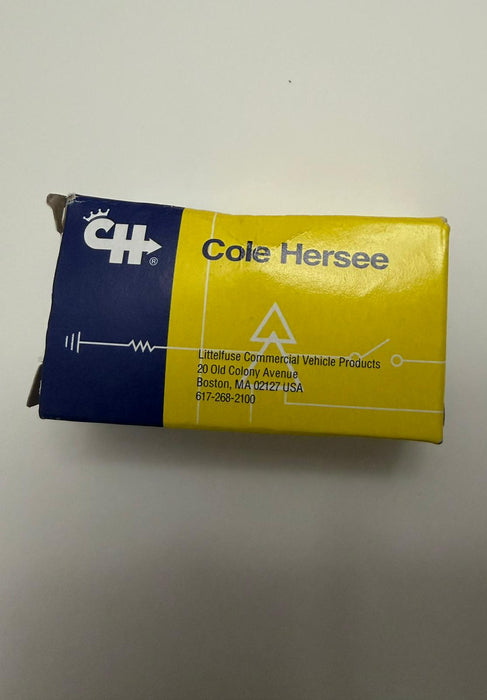 CH®
Cole Hersee
Littelfuse Commercial Vehicle Products
20 Old Colony Avenue
Boston, MA 02127 USA
617-268-2100